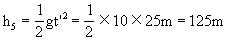 h₅ = 1/2 gt'² = 1/2 × 10 × 25m = 125m